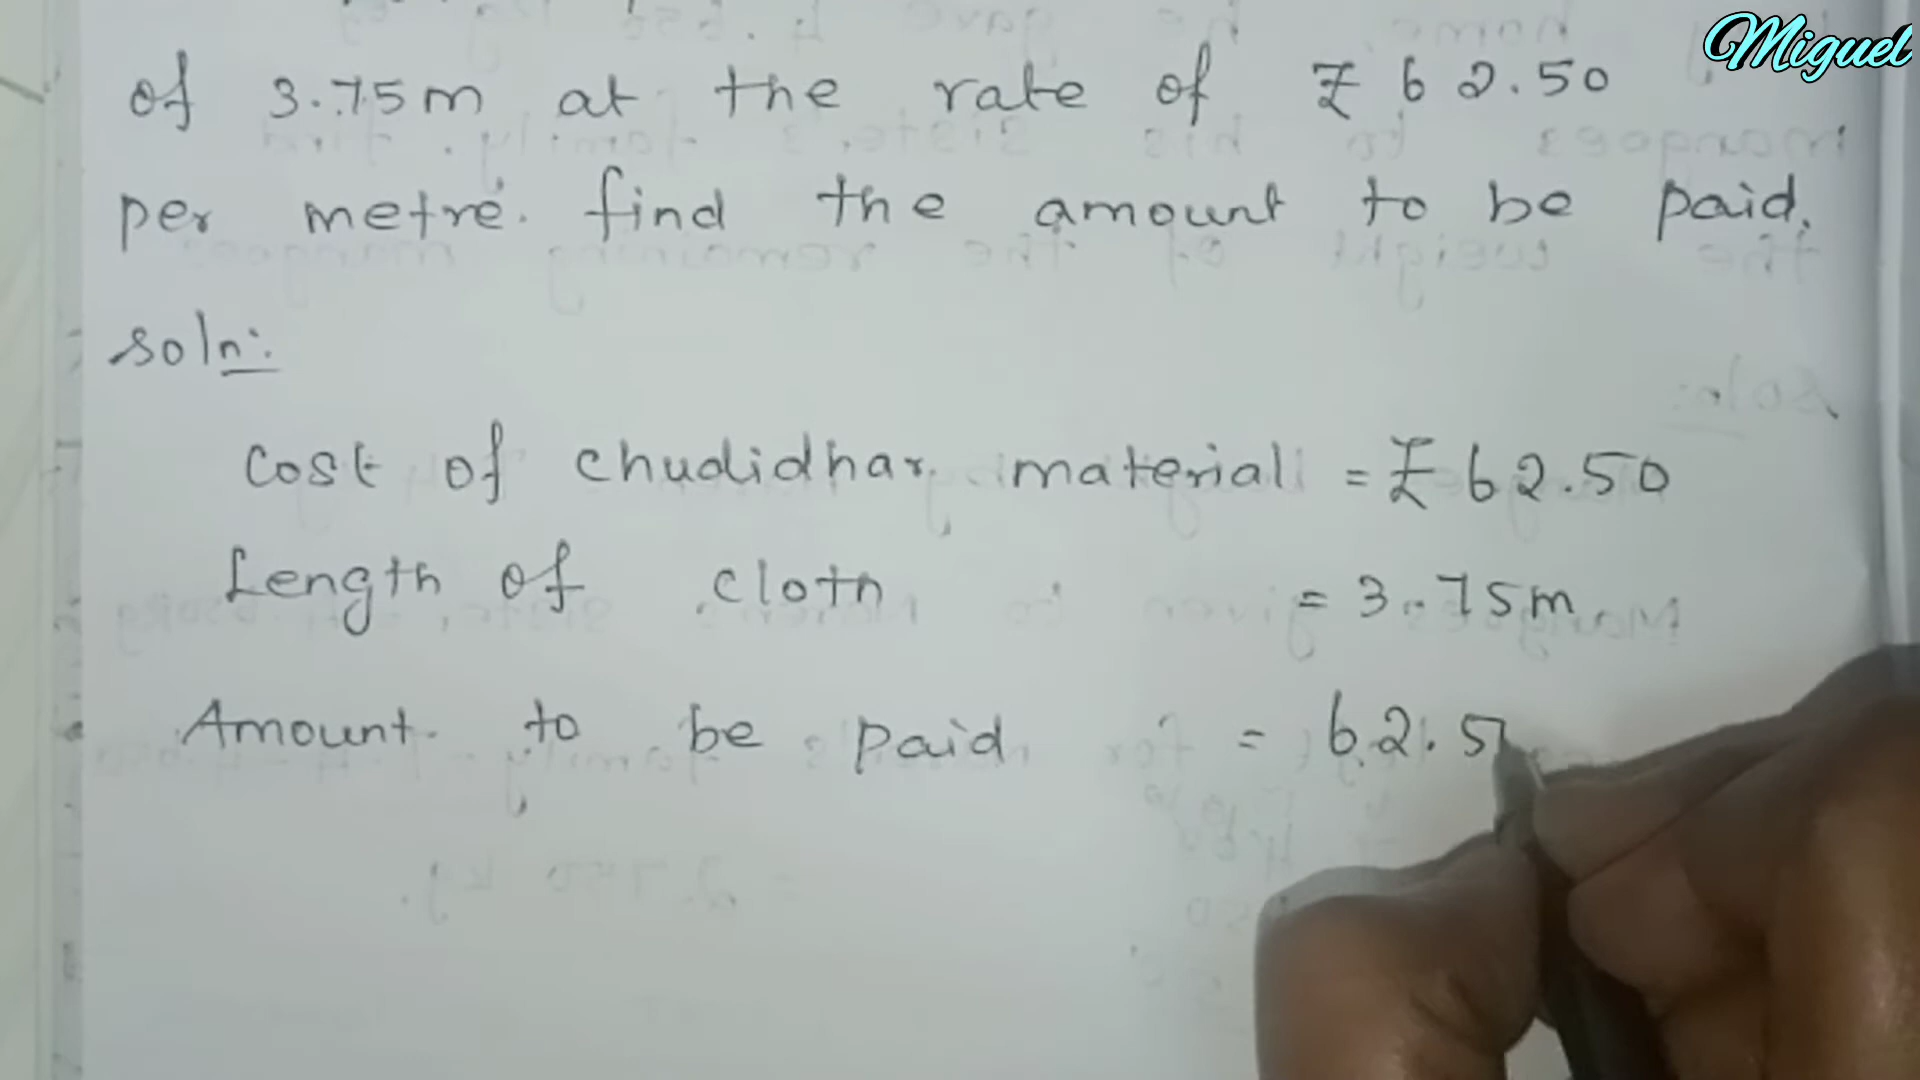 Miguel
of 3.75m at the rate of ₹ 62.50
per metre. find the amount to be paid.
soln:
cost of chudidhar material = ₹ 62.50
Length of cloth = 3.75m
Amount to be paid = 62.5